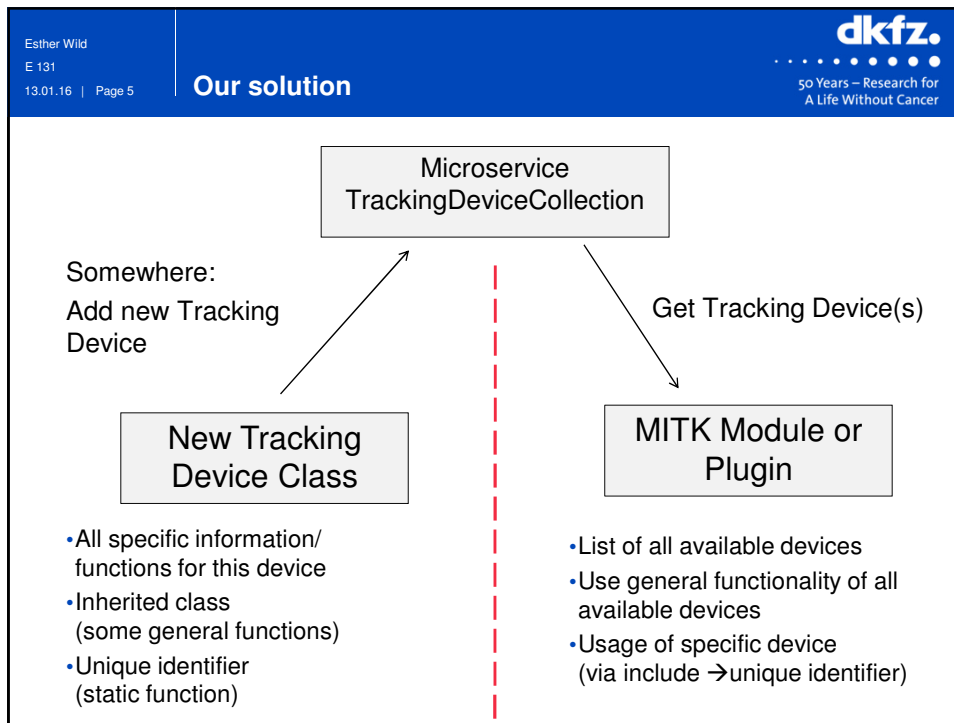 Esther Wild
E 131
13.01.16 | Page 5
Our solution
dkfz.
50 Years – Research for
A Life Without Cancer
Microservice
TrackingDeviceCollection
Somewhere:
Add new Tracking
Device
Get Tracking Device(s)
New Tracking
Device Class
•All specific information/
functions for this device
•Inherited class
(some general functions)
•Unique identifier
(static function)
MITK Module or
Plugin
•List of all available devices
•Use general functionality of all
available devices
•Usage of specific device
(via include →unique identifier)